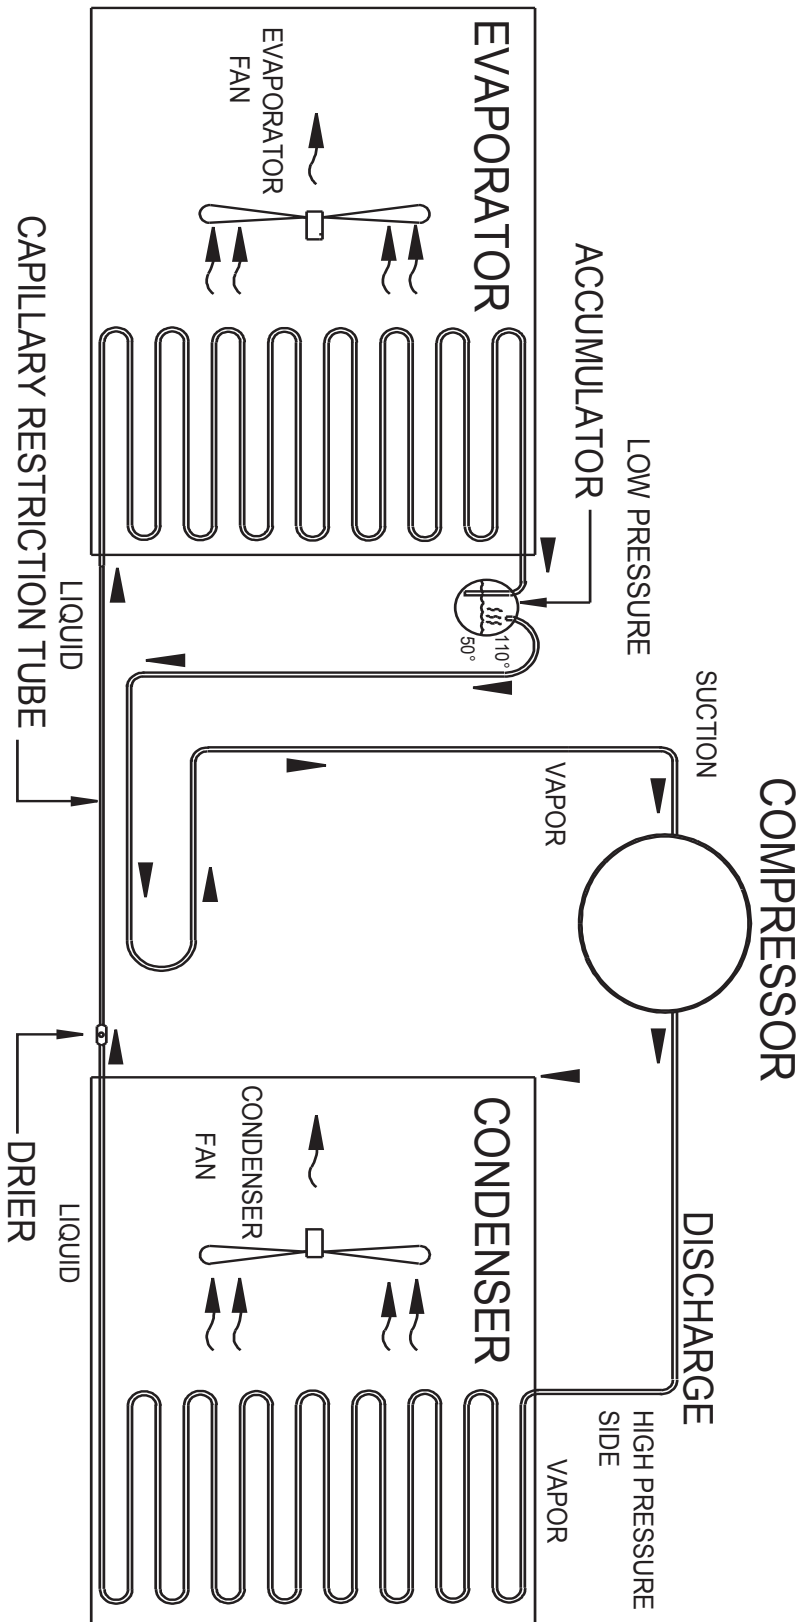 COMPRESSOR
SUCTION
DISCHARGE
LOW PRESSURE
HIGH PRESSURE
SIDE
ACCUMULATOR
VAPOR
VAPOR
EVAPORATOR
110°
50°
CONDENSER
EVAPORATOR
FAN
CONDENSER
FAN
LIQUID
LIQUID
CAPILLARY RESTRICTION TUBE
DRIER